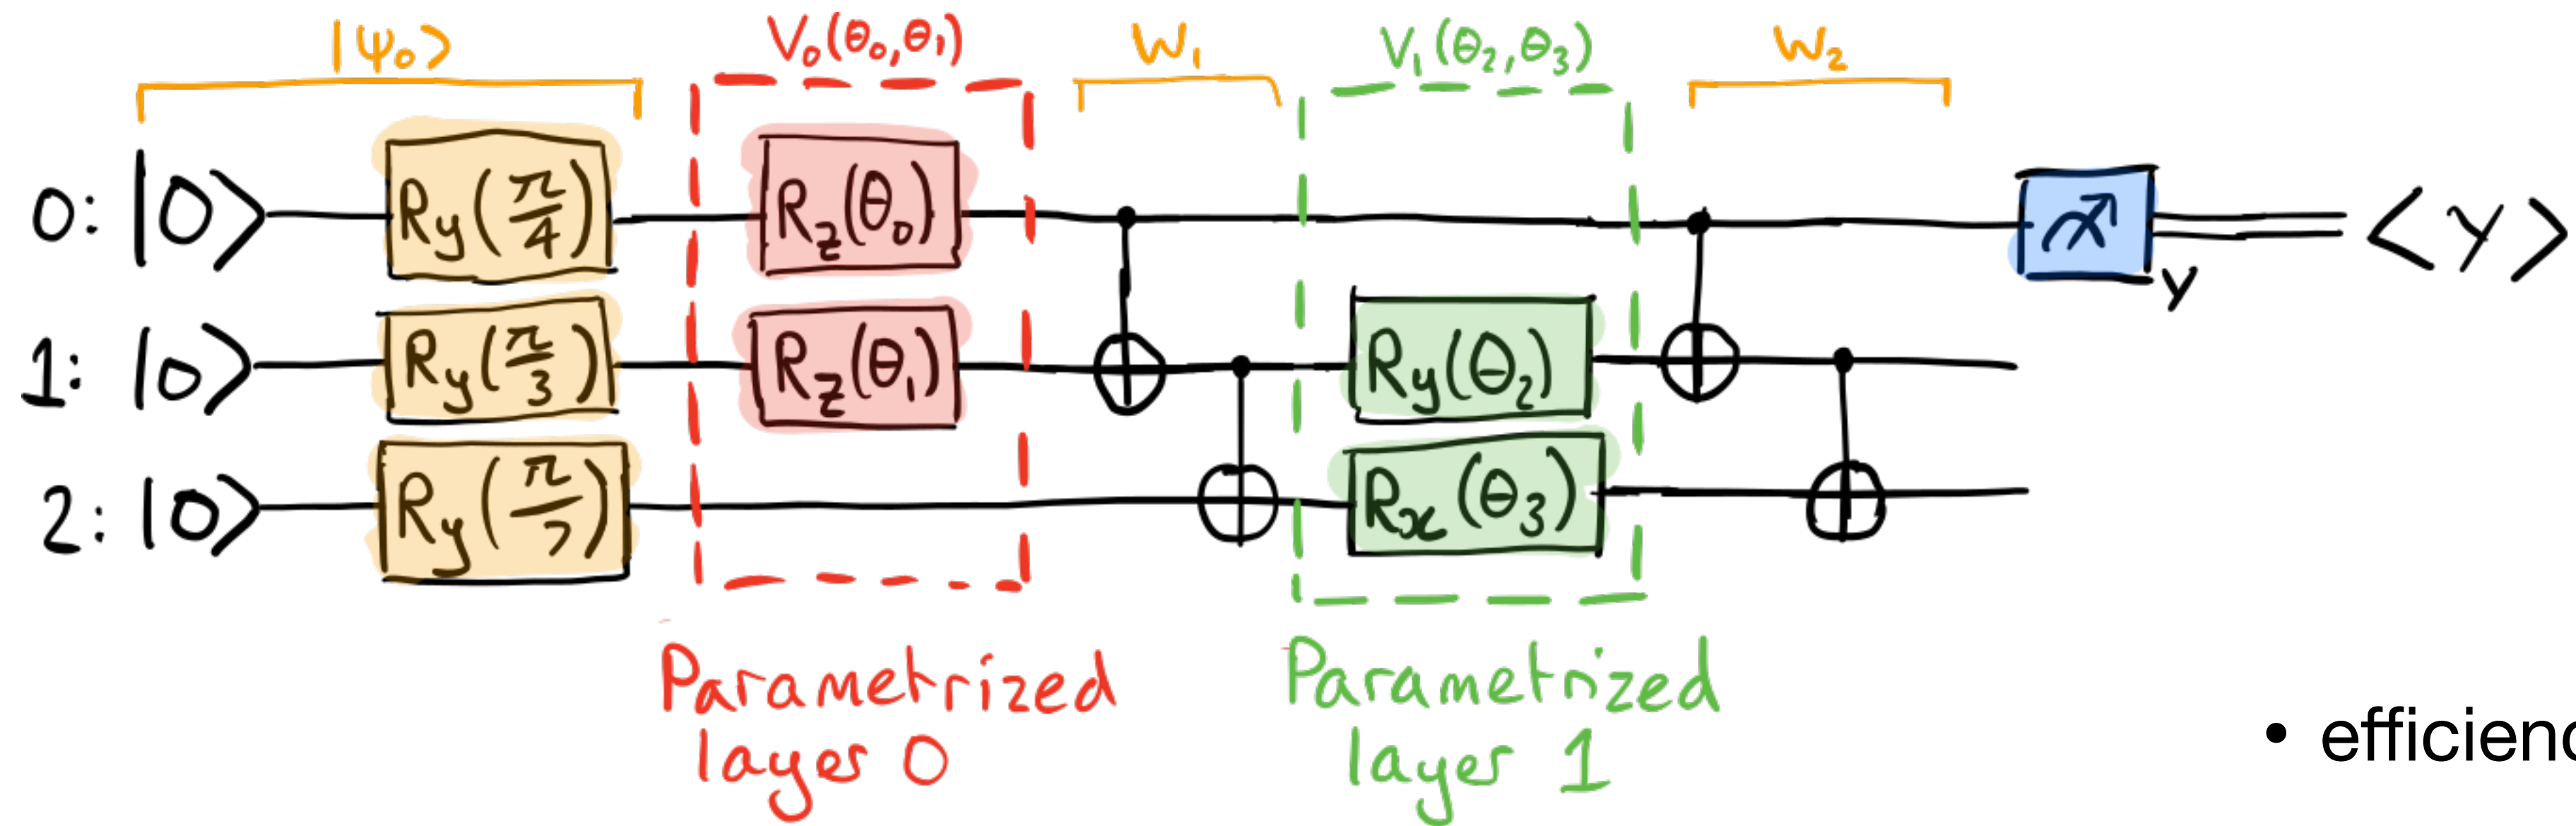 |ψ₀⟩ V₀(θ₀,θ₁) W₁ V₁(θ₂,θ₃) W₂
0: |0⟩ Ry(π/4) Rz(θ₀) ⟨y⟩
y
1: |0⟩ Ry(π/3) Rz(θ₁) Ry(θ₂)
2: |0⟩ Ry(π/7) Rx(θ₃)
Parametrized Parametrized
layer 0 layer 1
• efficienc